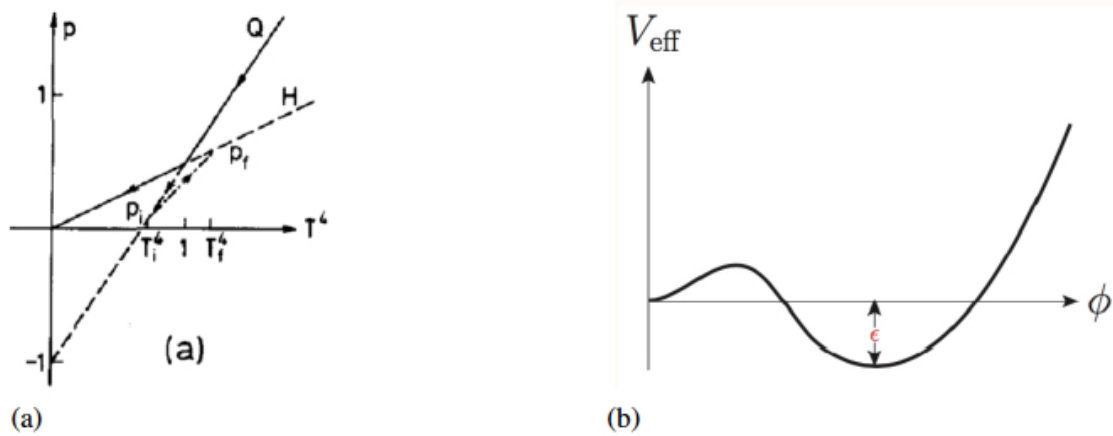 p
Q
1
H
p_f
p_i
T_i^4 1 T_f^4 T^4
-1
(a)
(a)
V_eff
ϕ
ϵ
(b)